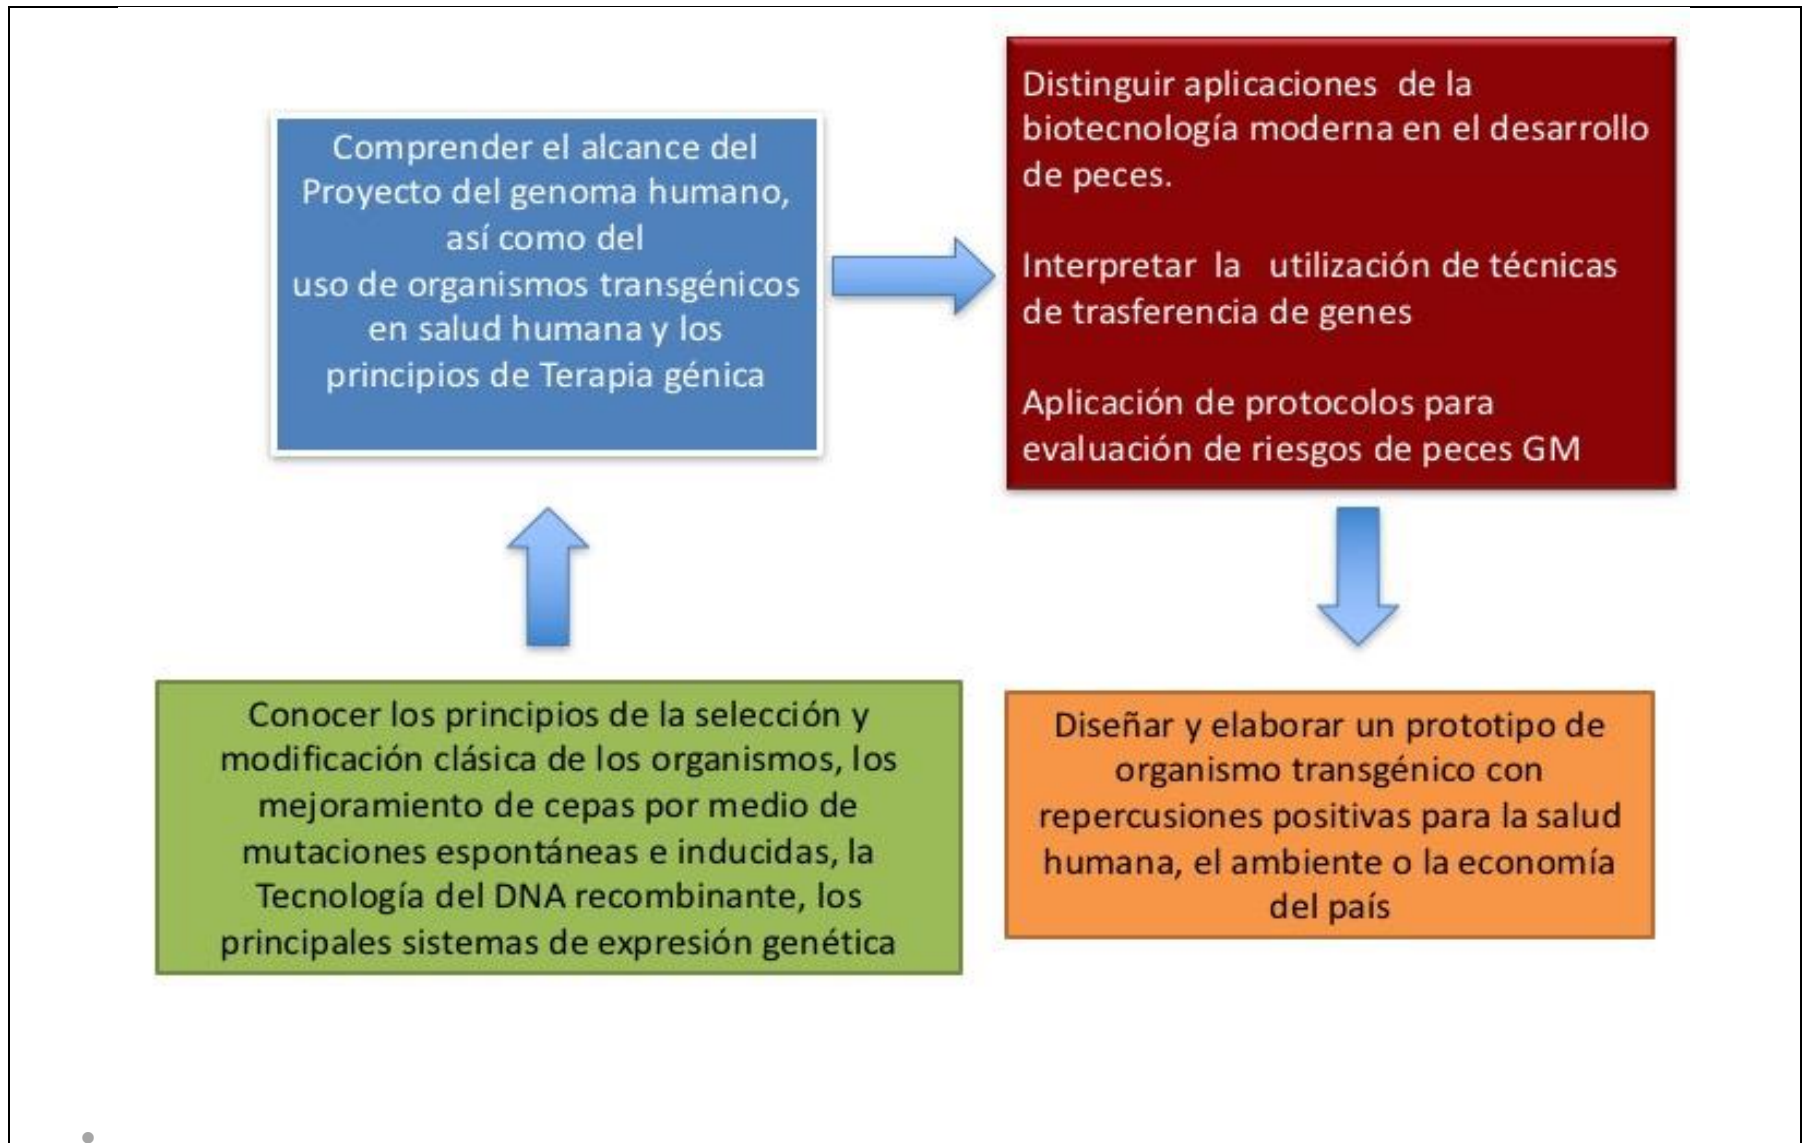 Comprender el alcance del
Proyecto del genoma humano,
así como del
uso de organismos transgénicos
en salud humana y los
principios de Terapia génica
Distinguir aplicaciones de la
biotecnología moderna en el desarrollo
de peces.
Interpretar la utilización de técnicas
de trasferencia de genes
Aplicación de protocolos para
evaluación de riesgos de peces GM
Conocer los principios de la selección y
modificación clásica de los organismos, los
mejoramiento de cepas por medio de
mutaciones espontáneas e inducidas, la
Tecnología del DNA recombinante, los
principales sistemas de expresión genética
Diseñar y elaborar un prototipo de
organismo transgénico con
repercusiones positivas para la salud
humana, el ambiente o la economía
del país